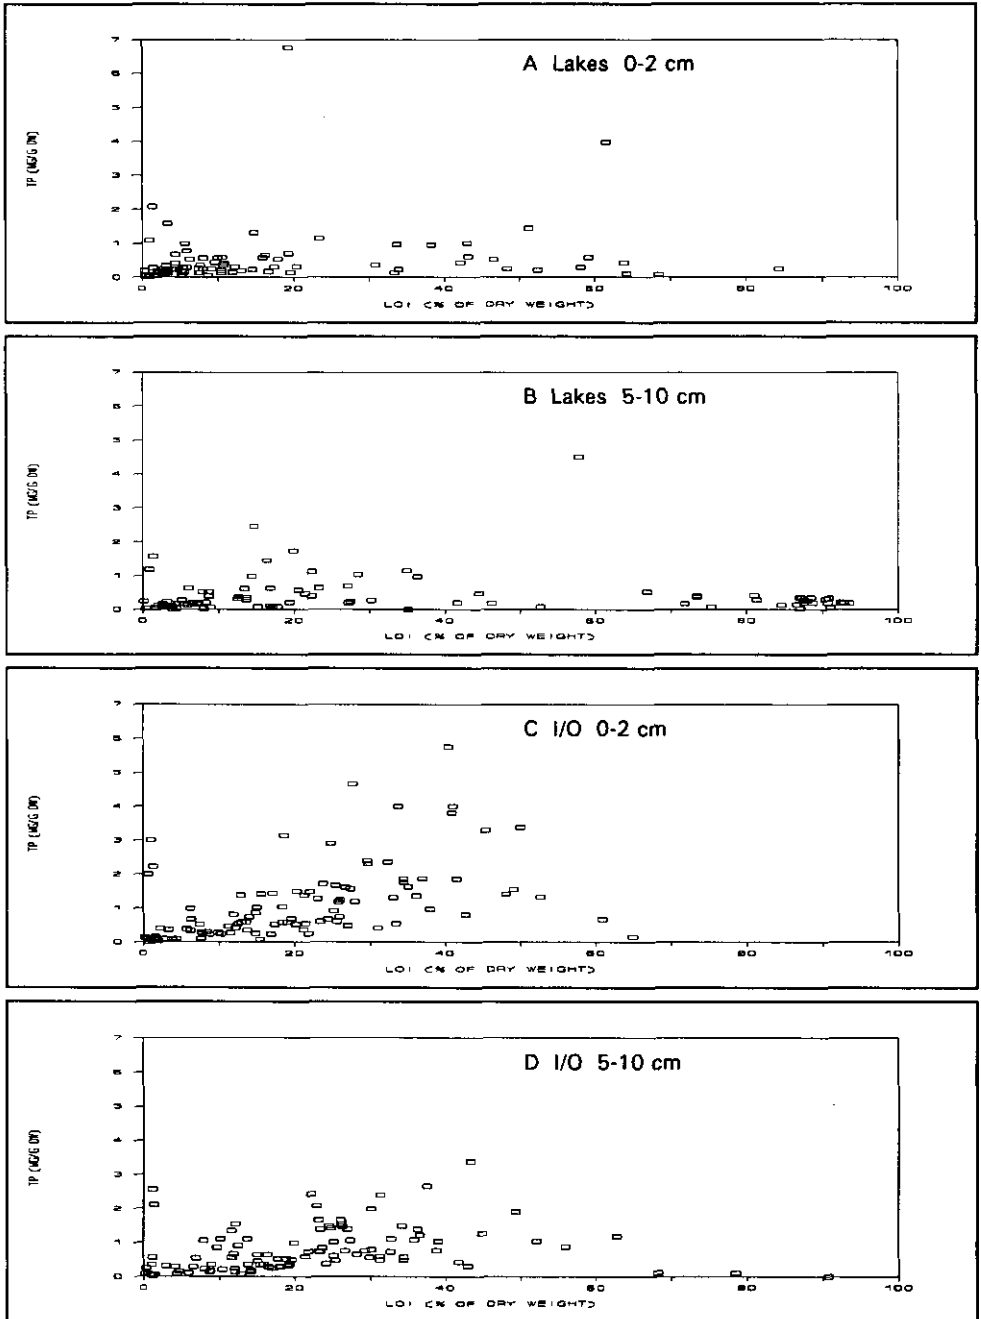 A Lakes 0-2 cm
7
6
5
4
3
2
1
0
TP (MG/G DW)
0 20 40 60 80 100
LOI (% OF DRY WEIGHT)
B Lakes 5-10 cm
7
6
5
4
3
2
1
0
TP (MG/G DW)
0 20 40 60 80 100
LOI (% OF DRY WEIGHT)
C I/O 0-2 cm
7
6
5
4
3
2
1
0
TP (MG/G DW)
0 20 40 60 80 100
LOI (% OF DRY WEIGHT)
D I/O 5-10 cm
7
6
5
4
3
2
1
0
TP (MG/G DW)
0 20 40 60 80 100
LOI (% OF DRY WEIGHT)